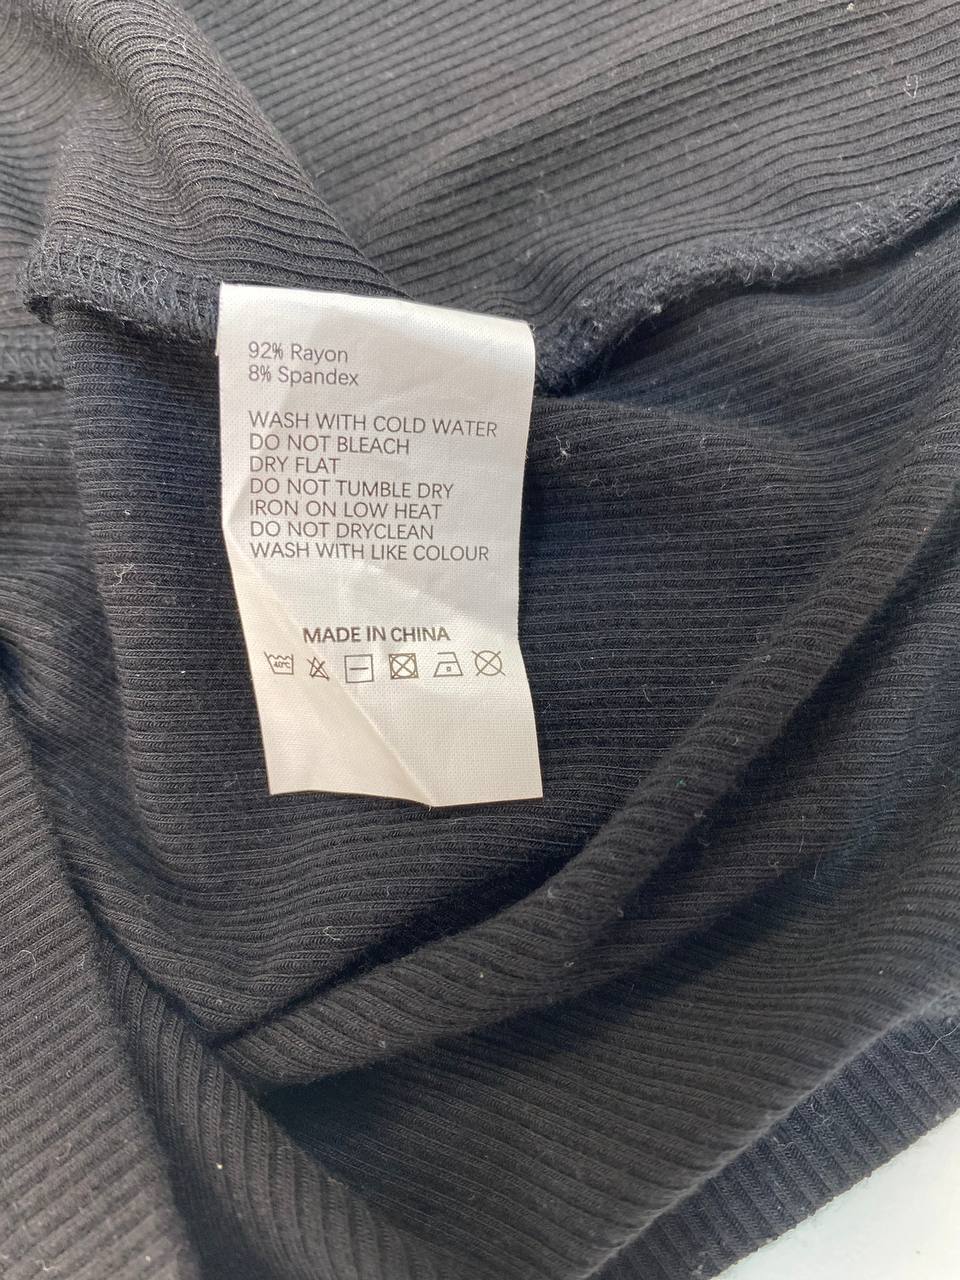 92% Rayon
8% Spandex
WASH WITH COLD WATER
DO NOT BLEACH
DRY FLAT
DO NOT TUMBLE DRY
IRON ON LOW HEAT
DO NOT DRYCLEAN
WASH WITH LIKE COLOUR
MADE IN CHINA
40°C